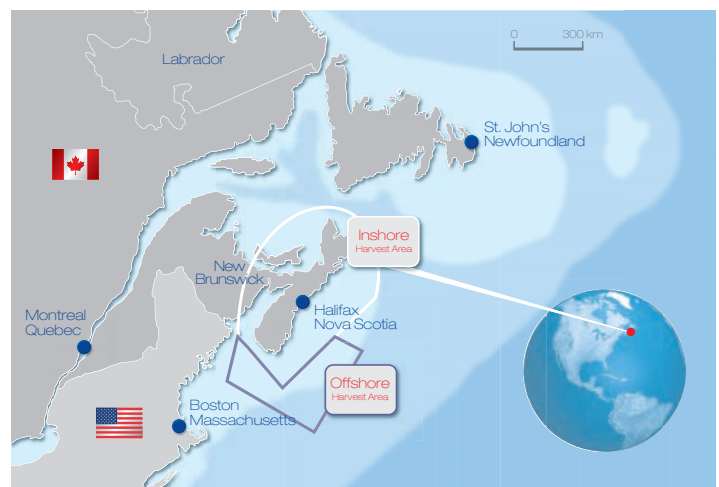 Labrador
0 300 km
St. John's
Newfoundland
Inshore
Harvest Area
New
Brunswick
Halifax
Nova Scotia
Montreal
Quebec
Offshore
Harvest Area
Boston
Massachusetts